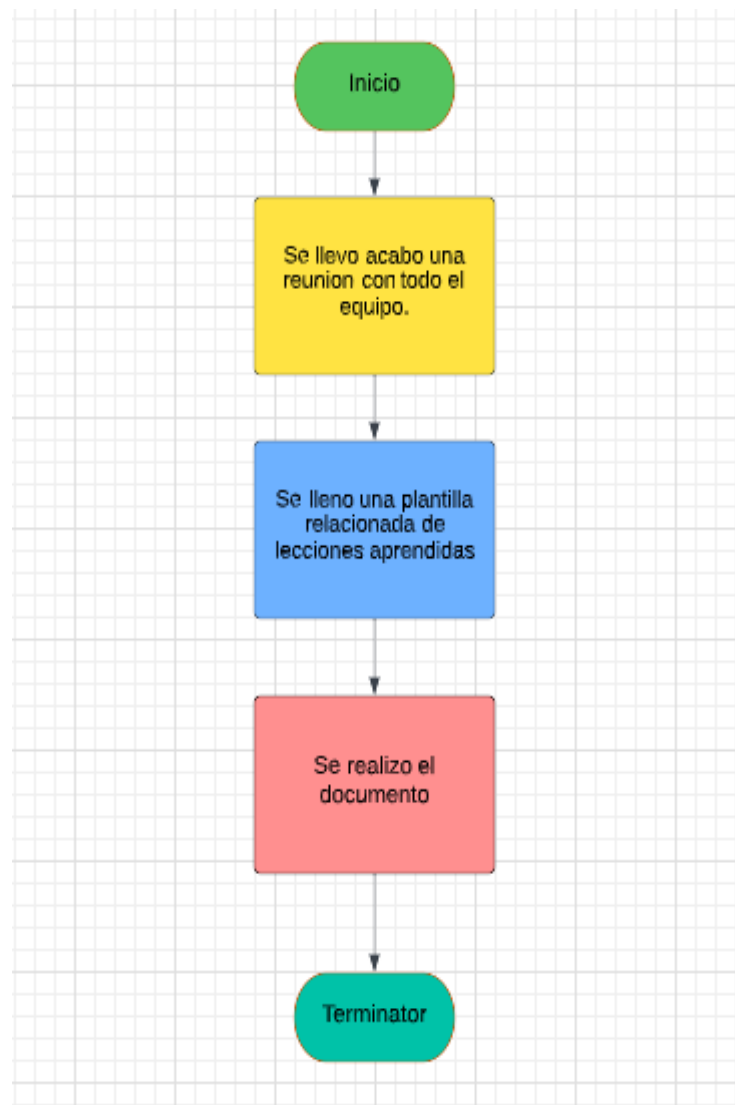 Inicio
Se llevo acabo una
reunion con todo el
equipo.
Se lleno una plantilla
relacionada de
lecciones aprendidas
Se realizo el
documento
Terminator